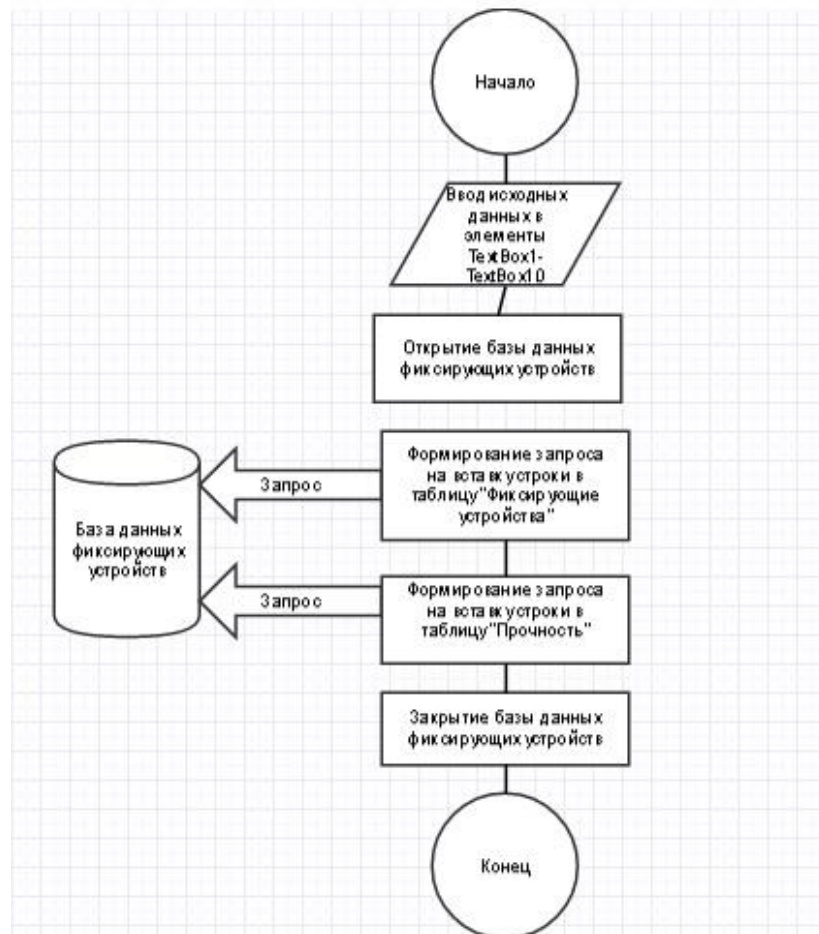 Начало
Ввод исходных
данных в
элементы
TextBox1-
TextBox10
Открытие базы данных
фиксирующих устройств
Формирование запроса
на вставку строки в
таблицу "Фиксирующие
устройства"
Запрос
База данных
фиксирующих
устройств
Запрос
Формирование запроса
на вставку строки в
таблицу "Прочность"
Закрытие базы данных
фиксирующих устройств
Конец